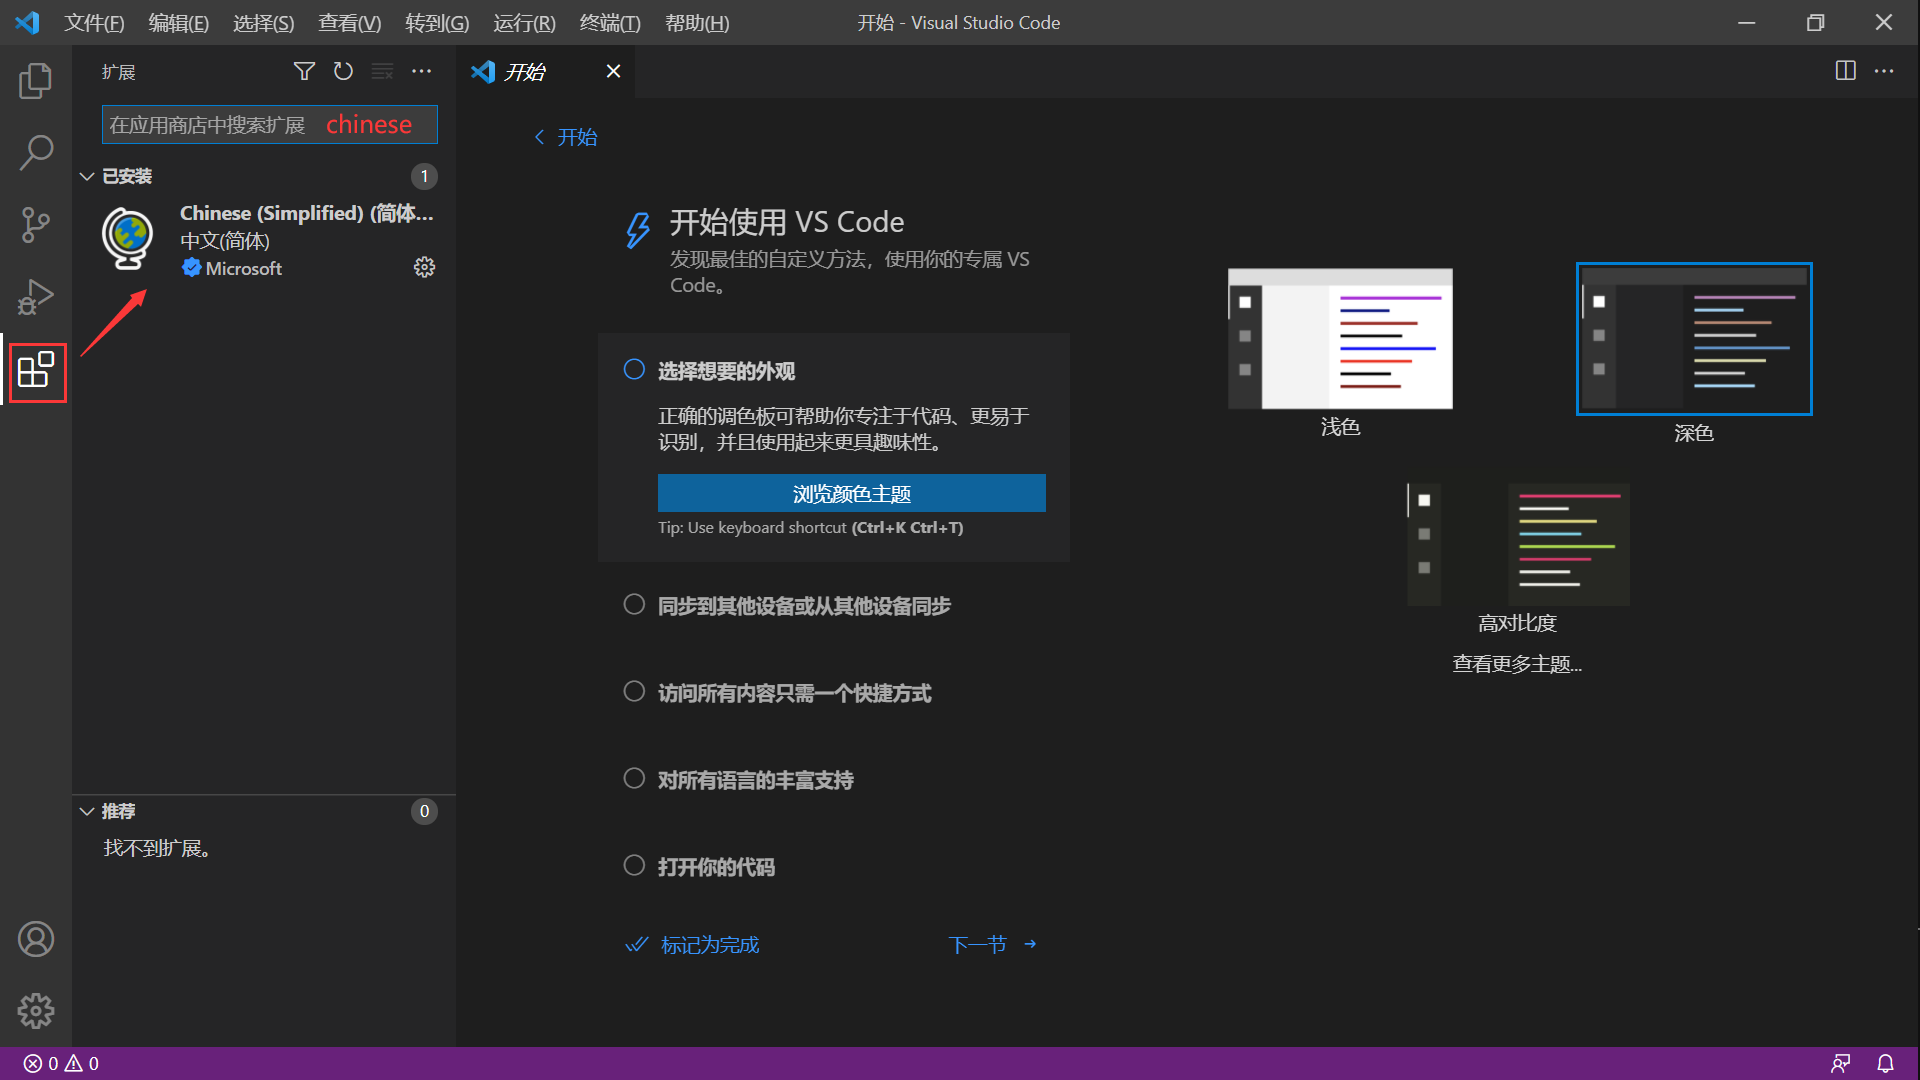 文件(F) 编辑(E) 选择(S) 查看(V) 转到(G) 运行(R) 终端(T) 帮助(H) 开始 - Visual Studio Code
扩展
开始
在应用商店中搜索扩展 chinese
开始
已安装 1
Chinese (Simplified) (简体...
中文(简体)
Microsoft
开始使用 VS Code
发现最佳的自定义方法，使用你的专属 VS
Code。
选择想要的外观
正确的调色板可帮助你专注于代码、更易于
识别，并且使用起来更具趣味性。
浏览颜色主题
Tip: Use keyboard shortcut (Ctrl+K Ctrl+T)
浅色
深色
高对比度
查看更多主题...
同步到其他设备或从其他设备同步
访问所有内容只需一个快捷方式
对所有语言的丰富支持
打开你的代码
标记为完成
下一节
推荐 0
找不到扩展。
0 0